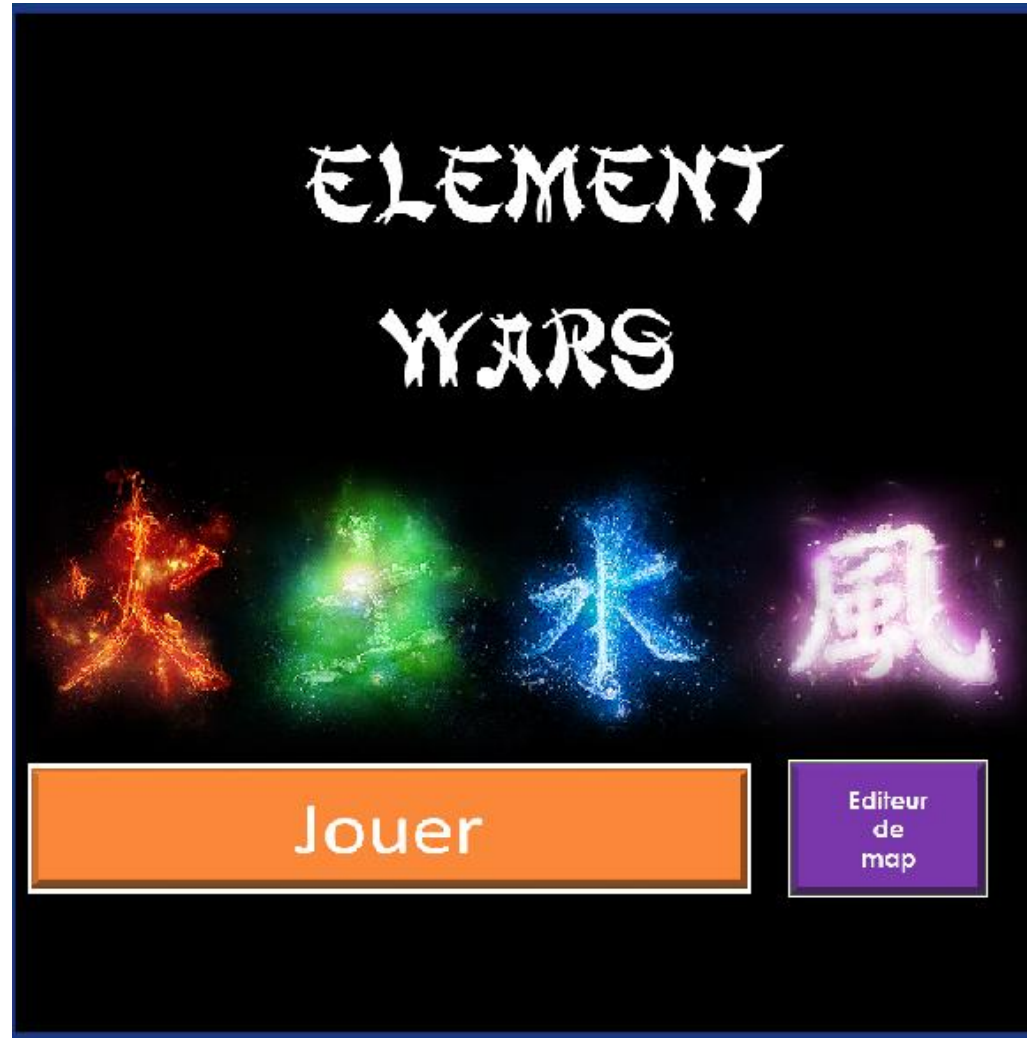 ELEMENT
WARS
火 土 水 風
Jouer
Editeur
de
map